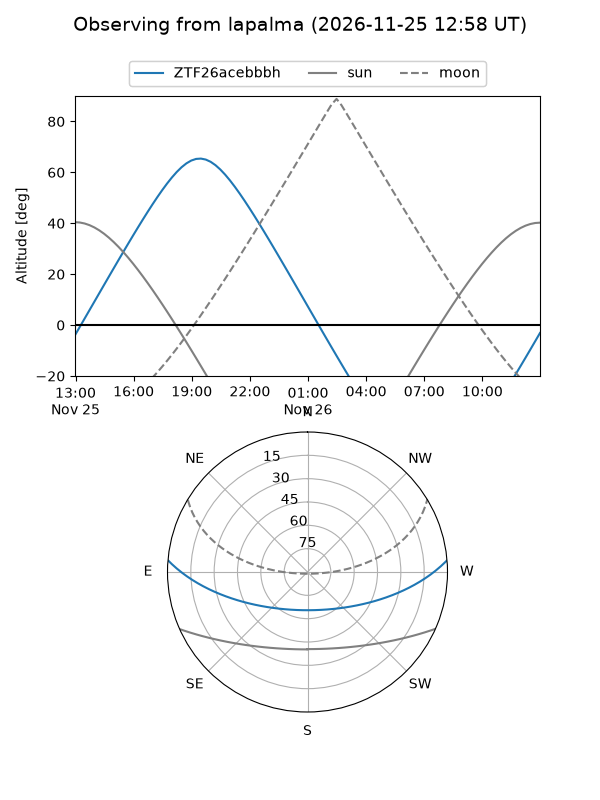 Observing from lapalma (2026-11-25 12:58 UT)
ZTF26acebbbh
sun
moon
Altitude [deg]
80
60
40
20
0
−20
13:00
Nov 25
16:00
19:00
22:00
01:00
Nov 26
04:00
07:00
10:00
N
NE
NW
15
30
45
60
75
E
W
SE
SW
S